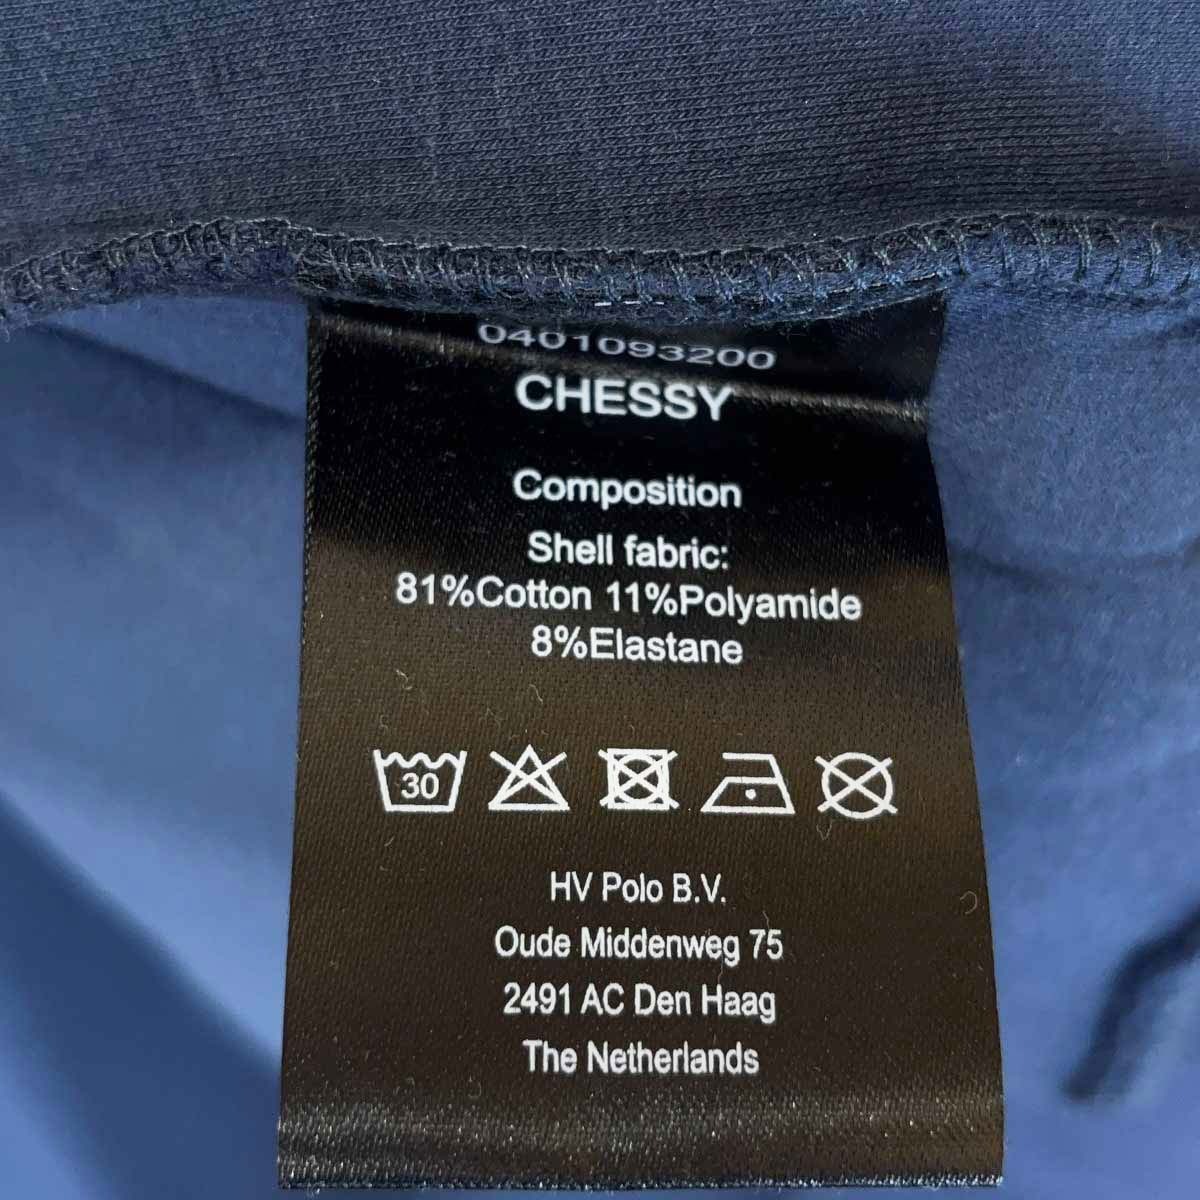 0401093200
CHESSY
Composition
Shell fabric:
81%Cotton 11%Polyamide
8%Elastane
30
HV Polo B.V.
Oude Middenweg 75
2491 AC Den Haag
The Netherlands